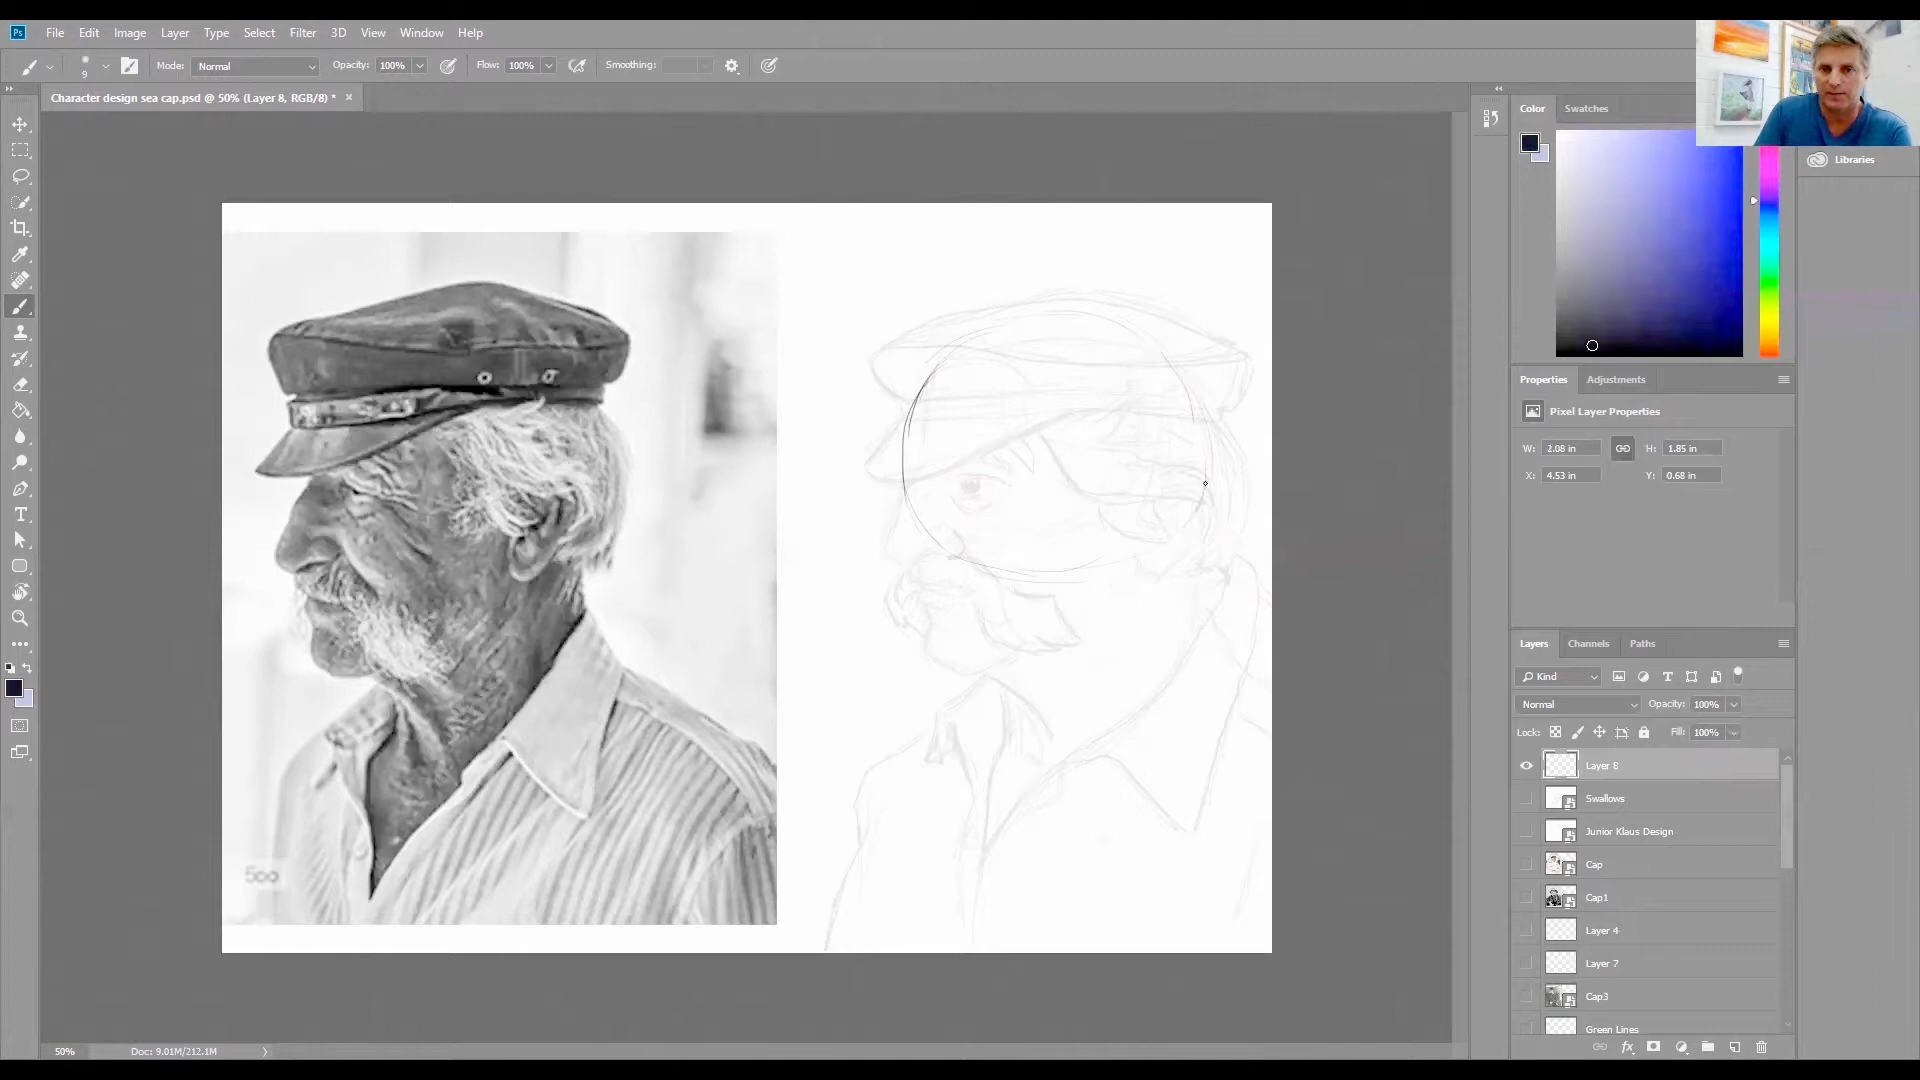 Ps File Edit Image Layer Type Select Filter 3D View Window Help
9 Mode: Normal Opacity: 100% Flow: 100% Smoothing:
Character design sea cap.psd @ 50% (Layer 8, RGB/8) *
Color Swatches
Libraries
Properties Adjustments
Pixel Layer Properties
W: 2.08 in H: 1.85 in
X: 4.53 in Y: 0.68 in
Layers Channels Paths
Kind
Normal Opacity: 100%
Lock: Fill: 100%
Layer 8
Swallows
Junior Klaus Design
Cap
Cap1
Layer 4
Layer 7
Cap3
Green Lines
fx
500
50% Doc: 9.01M/212.1M